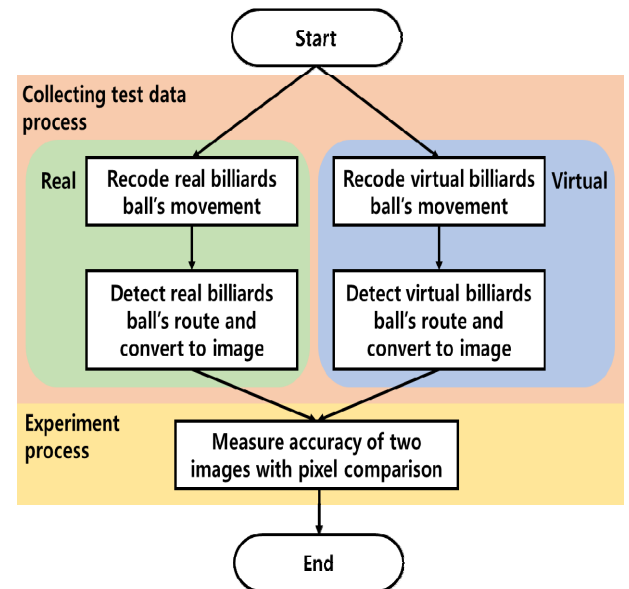 Start
Collecting test data
process
Real
Recode real billiards
ball's movement
Recode virtual billiards
ball's movement
Virtual
Detect real billiards
ball's route and
convert to image
Detect virtual billiards
ball's route and
convert to image
Experiment
process
Measure accuracy of two
images with pixel comparison
End